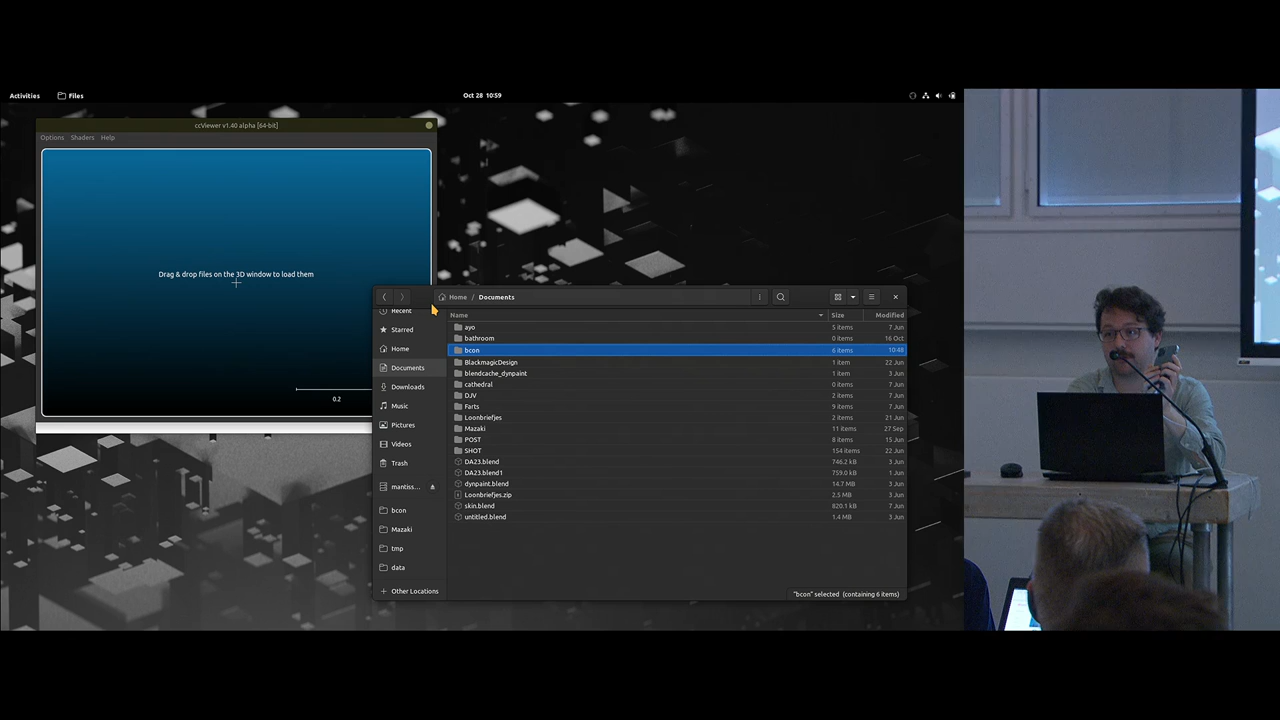 Activities Files Oct 28 10:59
ccViewer v1.40 alpha [64-bit]
Options Shaders Help
Drag & drop files on the 3D window to load them
0.2
Home / Documents
Recent
Starred
Home
Documents
Downloads
Music
Pictures
Videos
Trash
mantiss...
bcon
Mazaki
tmp
data
+ Other Locations
Name Size Modified
ayo 5 items 7 Jun
bathroom 0 items 16 Oct
bcon 6 items 10:48
BlackmagicDesign 1 item 22 Jun
blendcache_dynpaint 1 item 3 Jun
cathedral 0 items 4 Jun
DJV 2 items 7 Jun
Farts 9 items 7 Jun
Loonbriefjes 2 items 21 Jun
Mazaki 11 items 27 Sep
POST 8 items 15 Jun
SHOT 154 items 22 Jun
DA23.blend 746.2 kB 3 Jun
DA23.blend1 759.0 kB 3 Jun
dynpaint.blend 14.7 MB 3 Jun
Loonbriefjes.zip 2.5 MB 3 Jun
skin.blend 820.1 kB 7 Jun
untitled.blend 1.4 MB 3 Jun
"bcon" selected (containing 6 items)